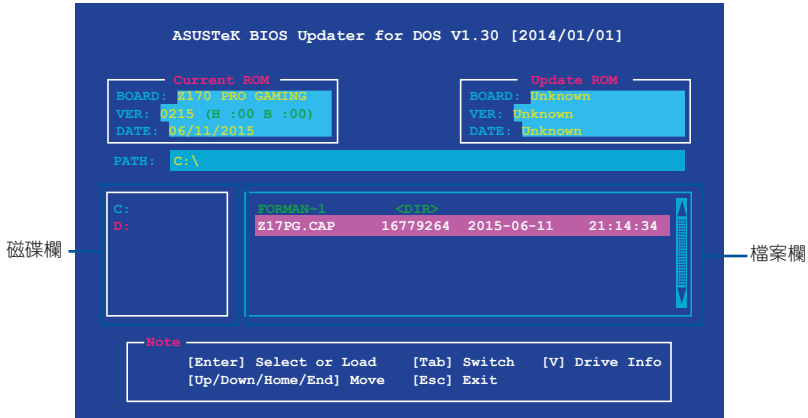 ASUSTeK BIOS Updater for DOS V1.30 [2014/01/01]
Current ROM
BOARD: Z170 PRO GAMING
VER: 0215 (H :00 B :00)
DATE: 06/11/2015
Update ROM
BOARD: Unknown
VER: Unknown
DATE: Unknown
PATH: C:\
C:
D:
FORMAN~1 <DIR>
Z17PG.CAP 16779264 2015-06-11 21:14:34
磁碟欄
檔案欄
Note
[Enter] Select or Load [Tab] Switch [V] Drive Info
[Up/Down/Home/End] Move [Esc] Exit